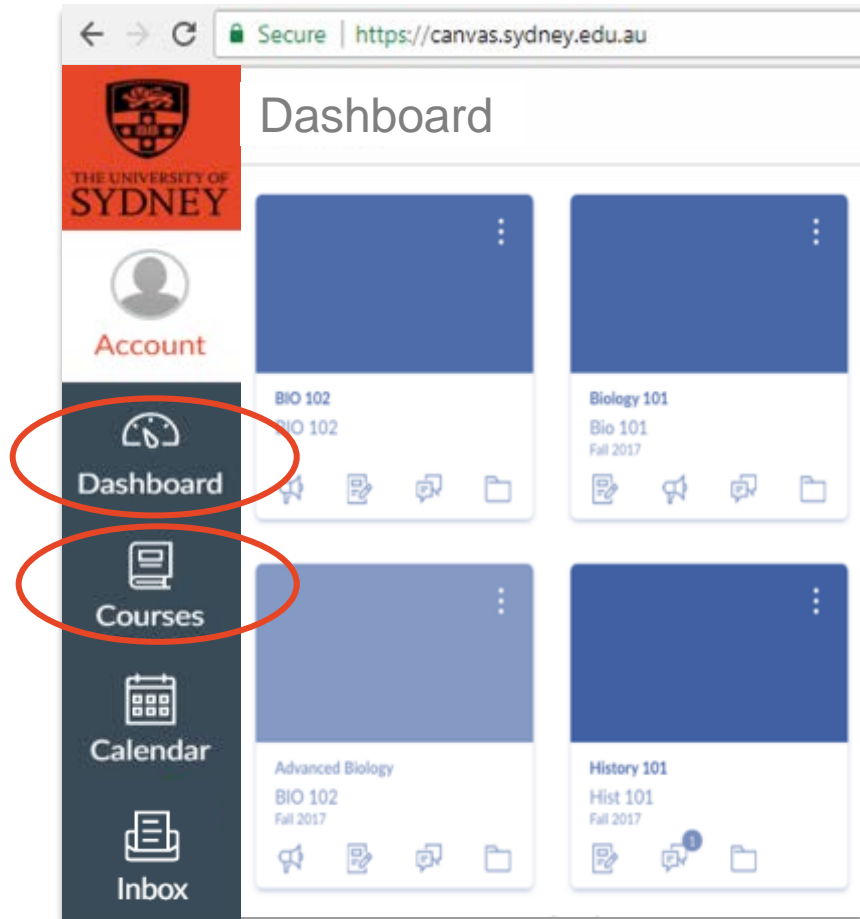 Secure | https://canvas.sydney.edu.au
THE UNIVERSITY OF
SYDNEY
Dashboard
Account
Dashboard
Courses
Calendar
Inbox
BIO 102
BIO 102
Biology 101
Bio 101
Fall 2017
Advanced Biology
BIO 102
Fall 2017
History 101
Hist 101
Fall 2017
1